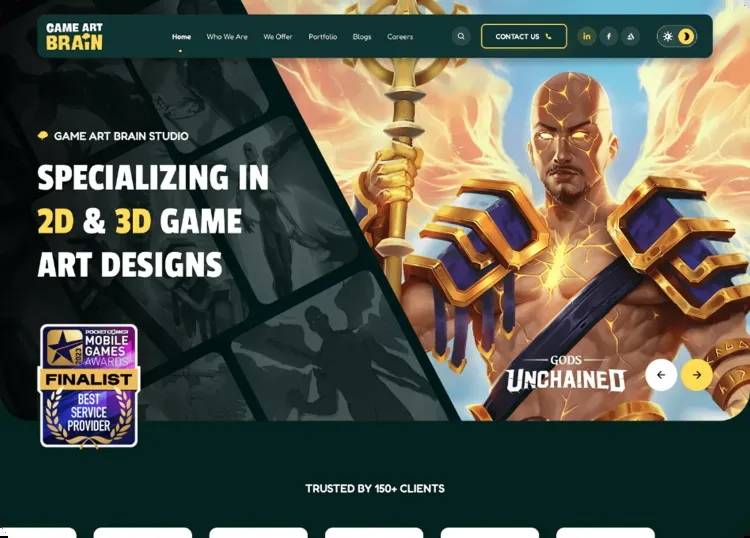 GAME ART
BRAIN
Home
Who We Are
We Offer
Portfolio
Blogs
Careers
CONTACT US
in
f
GAME ART BRAIN STUDIO
SPECIALIZING IN
2D & 3D GAME
ART DESIGNS
POCKETGAMER
MOBILE
GAMES
AWARDS
2023
FINALIST
BEST
SERVICE
PROVIDER
GODS
UNCHAINED
TRUSTED BY 150+ CLIENTS